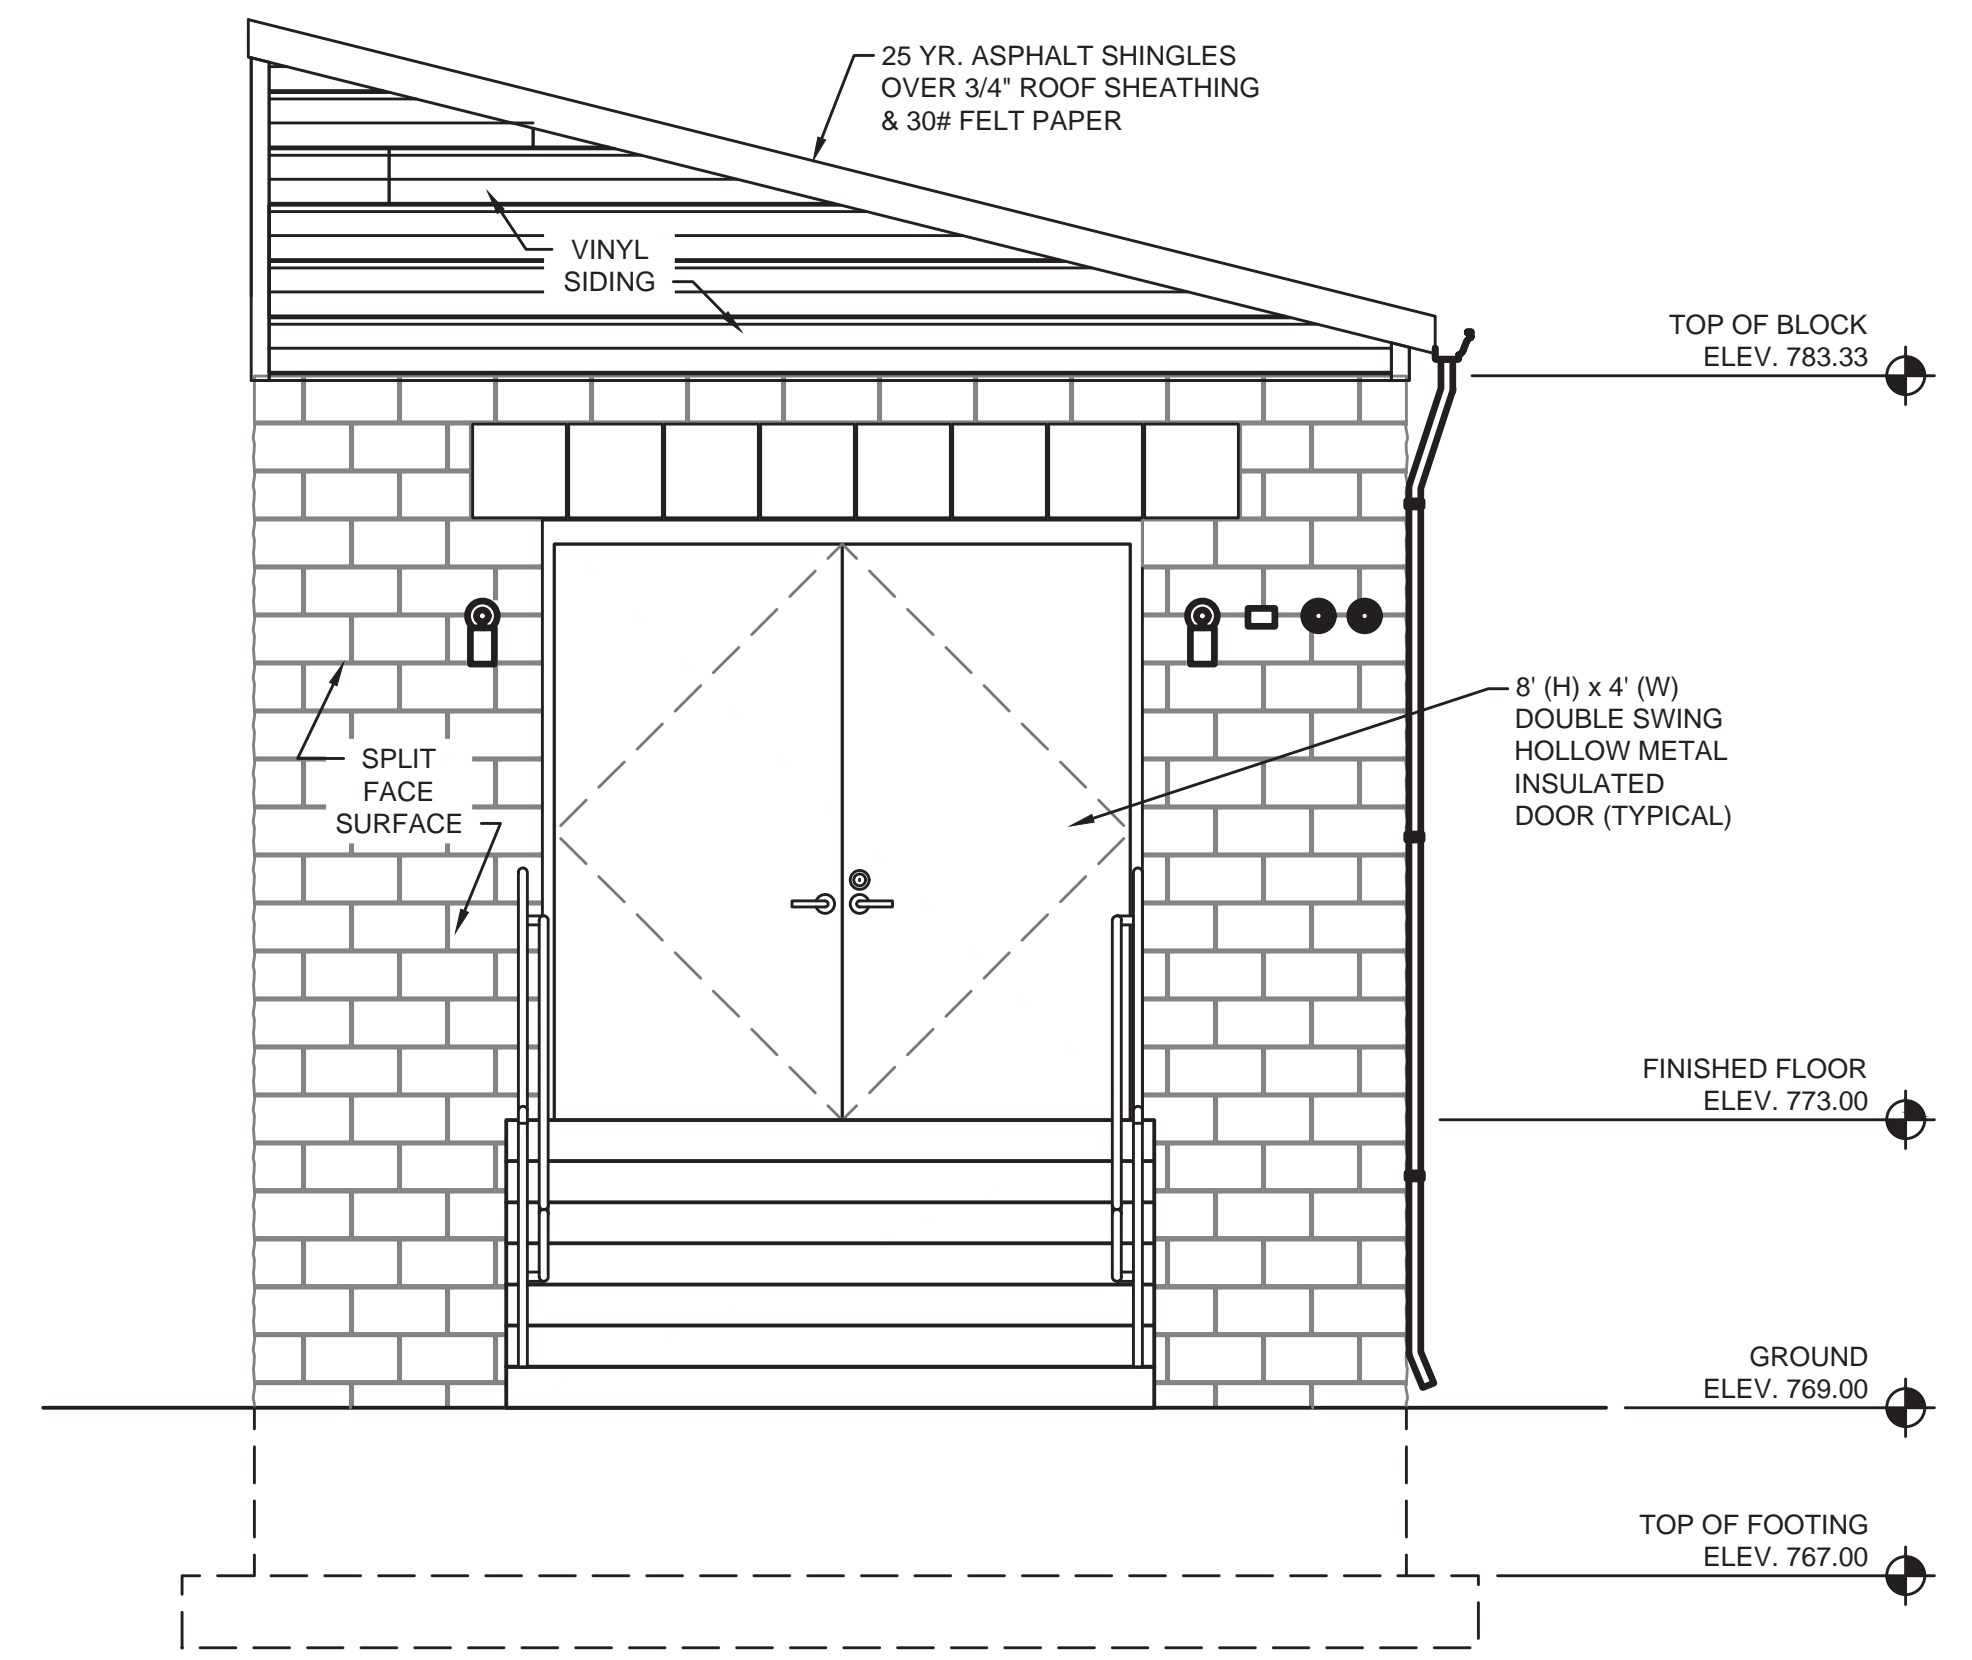 25 YR. ASPHALT SHINGLES
OVER 3/4" ROOF SHEATHING
& 30# FELT PAPER
VINYL
SIDING
TOP OF BLOCK
ELEV. 783.33
8' (H) x 4' (W)
DOUBLE SWING
HOLLOW METAL
INSULATED
DOOR (TYPICAL)
SPLIT
FACE
SURFACE
FINISHED FLOOR
ELEV. 773.00
GROUND
ELEV. 769.00
TOP OF FOOTING
ELEV. 767.00